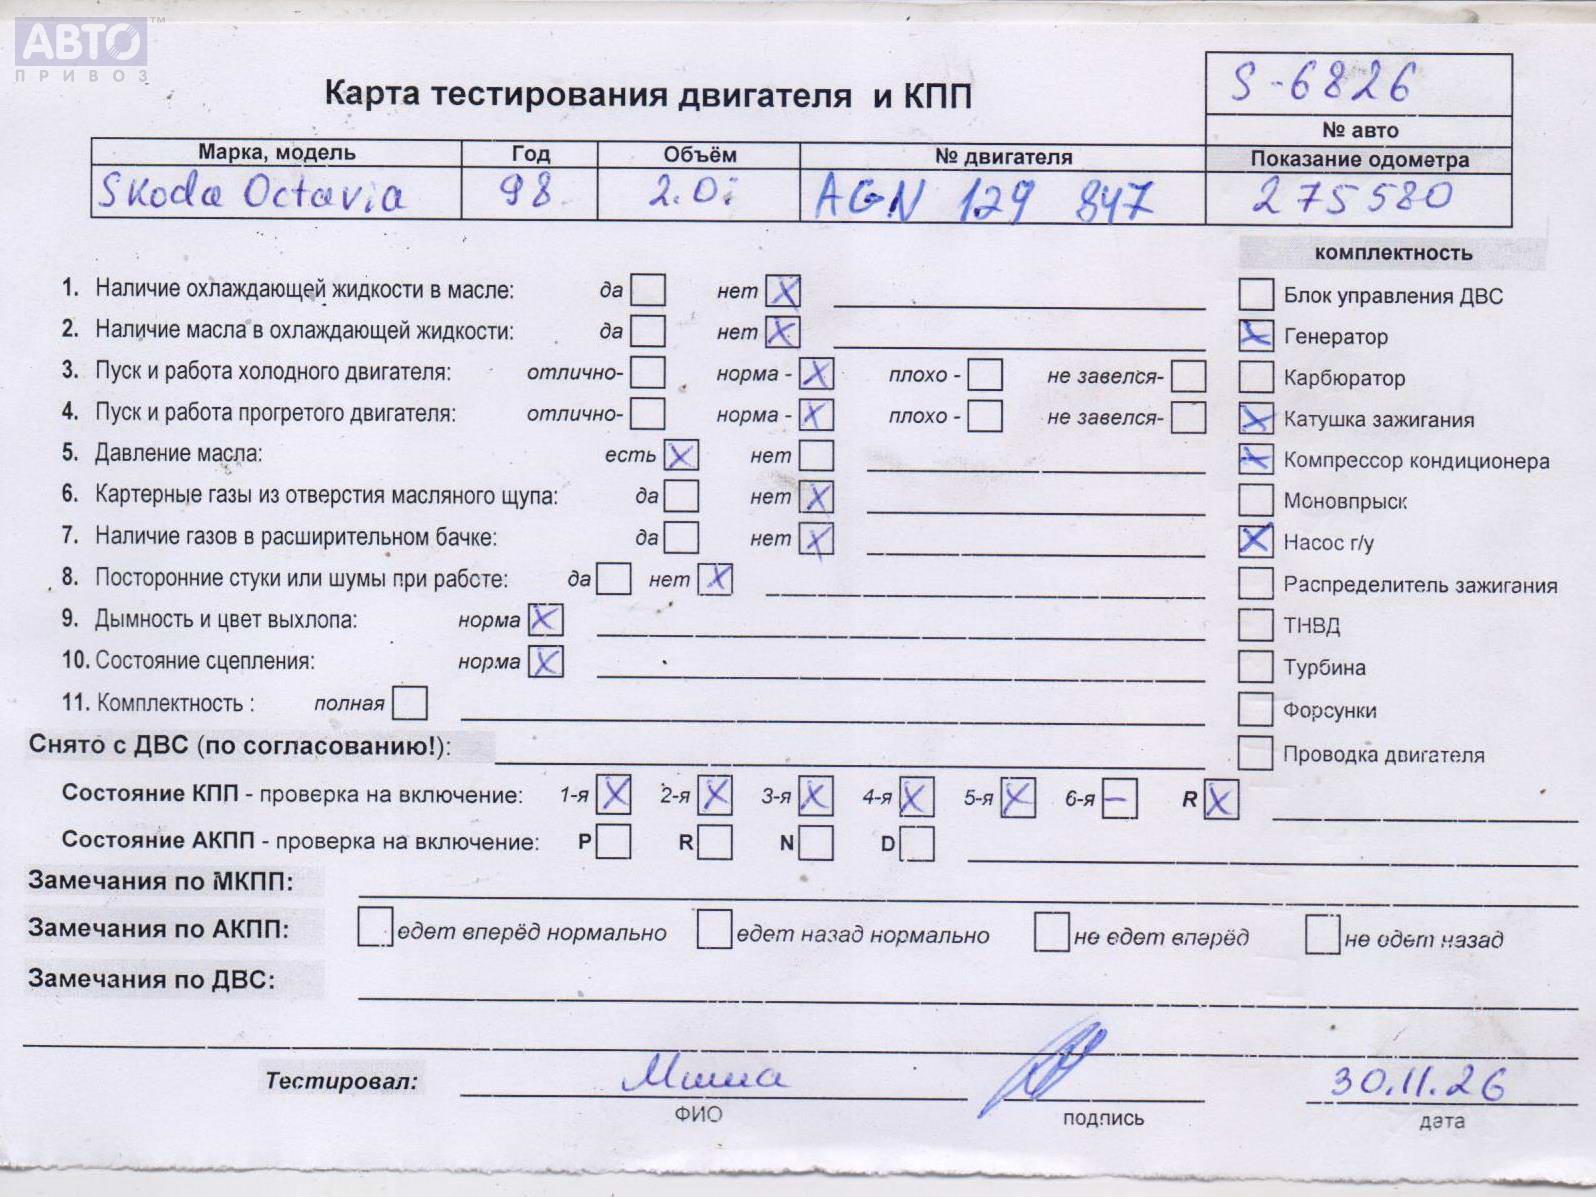 АВТО™
ПРИВОЗ
Карта тестирования двигателя и КПП
S-6826
№ авто
Марка, модель Год Объём № двигателя Показание одометра
Skoda Octavia 98 2.0i AGN 129 847 275580
комплектность
1. Наличие охлаждающей жидкости в масле: да нет X
Блок управления ДВС
2. Наличие масла в охлаждающей жидкости: да нет X
X Генератор
3. Пуск и работа холодного двигателя: отлично- норма - X плохо - не завелся-
Карбюратор
4. Пуск и работа прогретого двигателя: отлично- норма - X плохо - не завелся-
X Катушка зажигания
5. Давление масла: есть X нет
X Компрессор кондиционера
6. Картерные газы из отверстия масляного щупа: да нет X
Моновпрыск
7. Наличие газов в расширительном бачке: да нет X
X Насос г/у
8. Посторонние стуки или шумы при работе: да нет X
Распределитель зажигания
9. Дымность и цвет выхлопа: норма X
ТНВД
10. Состояние сцепления: норма X
Турбина
11. Комплектность : полная
Форсунки
Снято с ДВС (по согласованию!):
Проводка двигателя
Состояние КПП - проверка на включение: 1-я X 2-я X 3-я X 4-я X 5-я X 6-я – R X
Состояние АКПП - проверка на включение: P R N D
Замечания по МКПП:
Замечания по АКПП: едет вперёд нормально едет назад нормально не едет вперёд не едет назад
Замечания по ДВС:
Тестировал: Миша 30.11.26
ФИО подпись дата